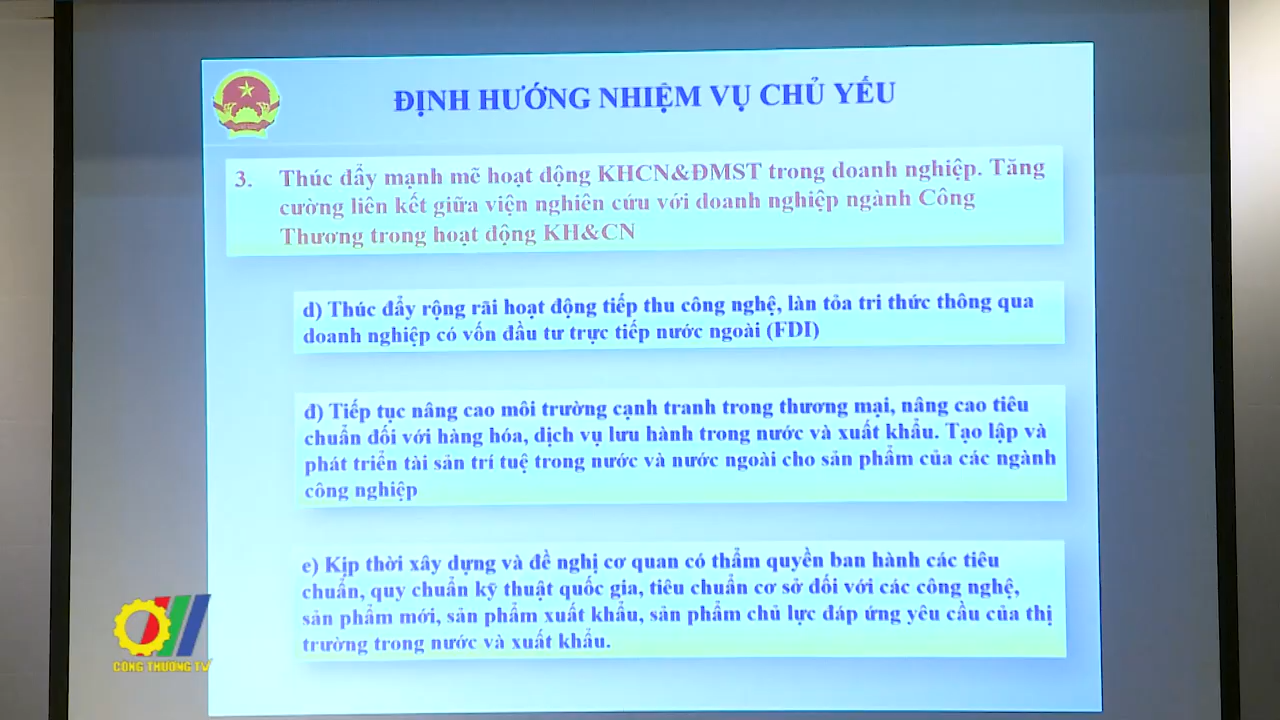 ĐỊNH HƯỚNG NHIỆM VỤ CHỦ YẾU
3. Thúc đẩy mạnh mẽ hoạt động KHCN&ĐMST trong doanh nghiệp. Tăng
cường liên kết giữa viện nghiên cứu với doanh nghiệp ngành Công
Thương trong hoạt động KH&CN
d) Thúc đẩy rộng rãi hoạt động tiếp thu công nghệ, làn tỏa tri thức thông qua
doanh nghiệp có vốn đầu tư trực tiếp nước ngoài (FDI)
đ) Tiếp tục nâng cao môi trường cạnh tranh trong thương mại, nâng cao tiêu
chuẩn đối với hàng hóa, dịch vụ lưu hành trong nước và xuất khẩu. Tạo lập và
phát triển tài sản trí tuệ trong nước và nước ngoài cho sản phẩm của các ngành
công nghiệp
e) Kịp thời xây dựng và đề nghị cơ quan có thẩm quyền ban hành các tiêu
chuẩn, quy chuẩn kỹ thuật quốc gia, tiêu chuẩn cơ sở đối với các công nghệ,
sản phẩm mới, sản phẩm xuất khẩu, sản phẩm chủ lực đáp ứng yêu cầu của thị
trường trong nước và xuất khẩu.
CÔNG THƯƠNG TV